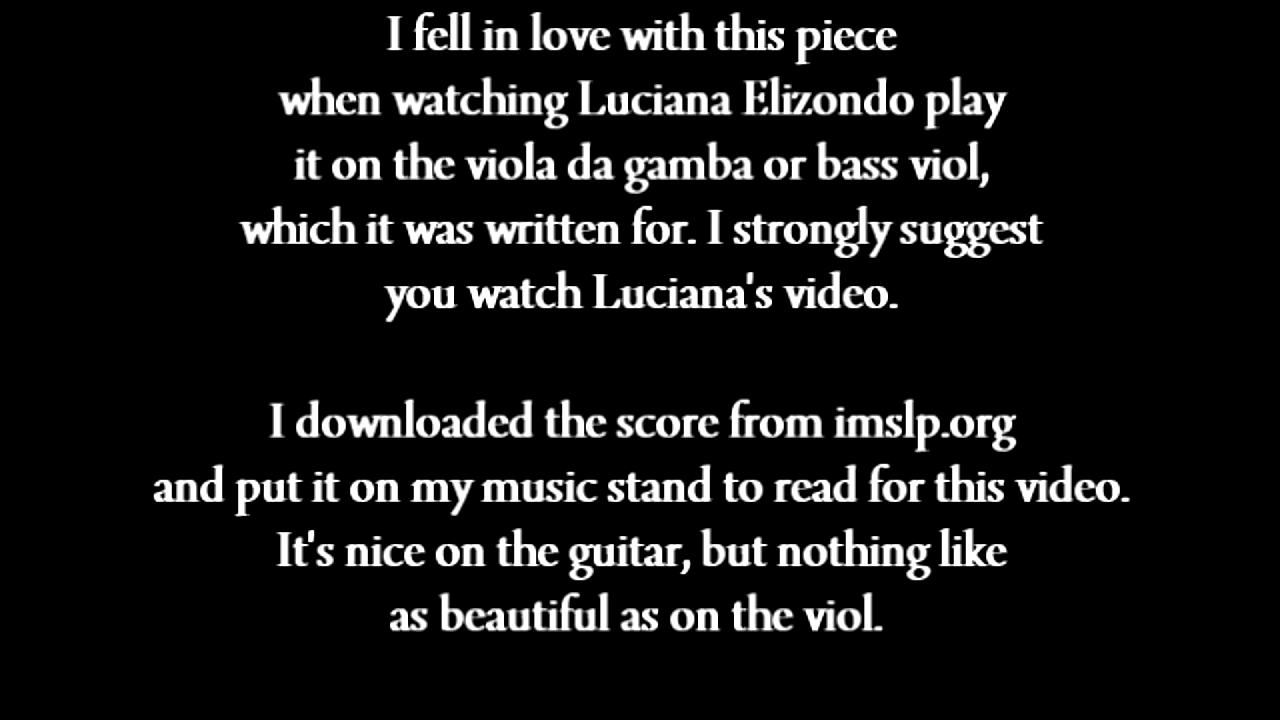 I fell in love with this piece
when watching Luciana Elizondo play
it on the viola da gamba or bass viol,
which it was written for. I strongly suggest
you watch Luciana's video.
I downloaded the score from imslp.org
and put it on my music stand to read for this video.
It's nice on the guitar, but nothing like
as beautiful as on the viol.